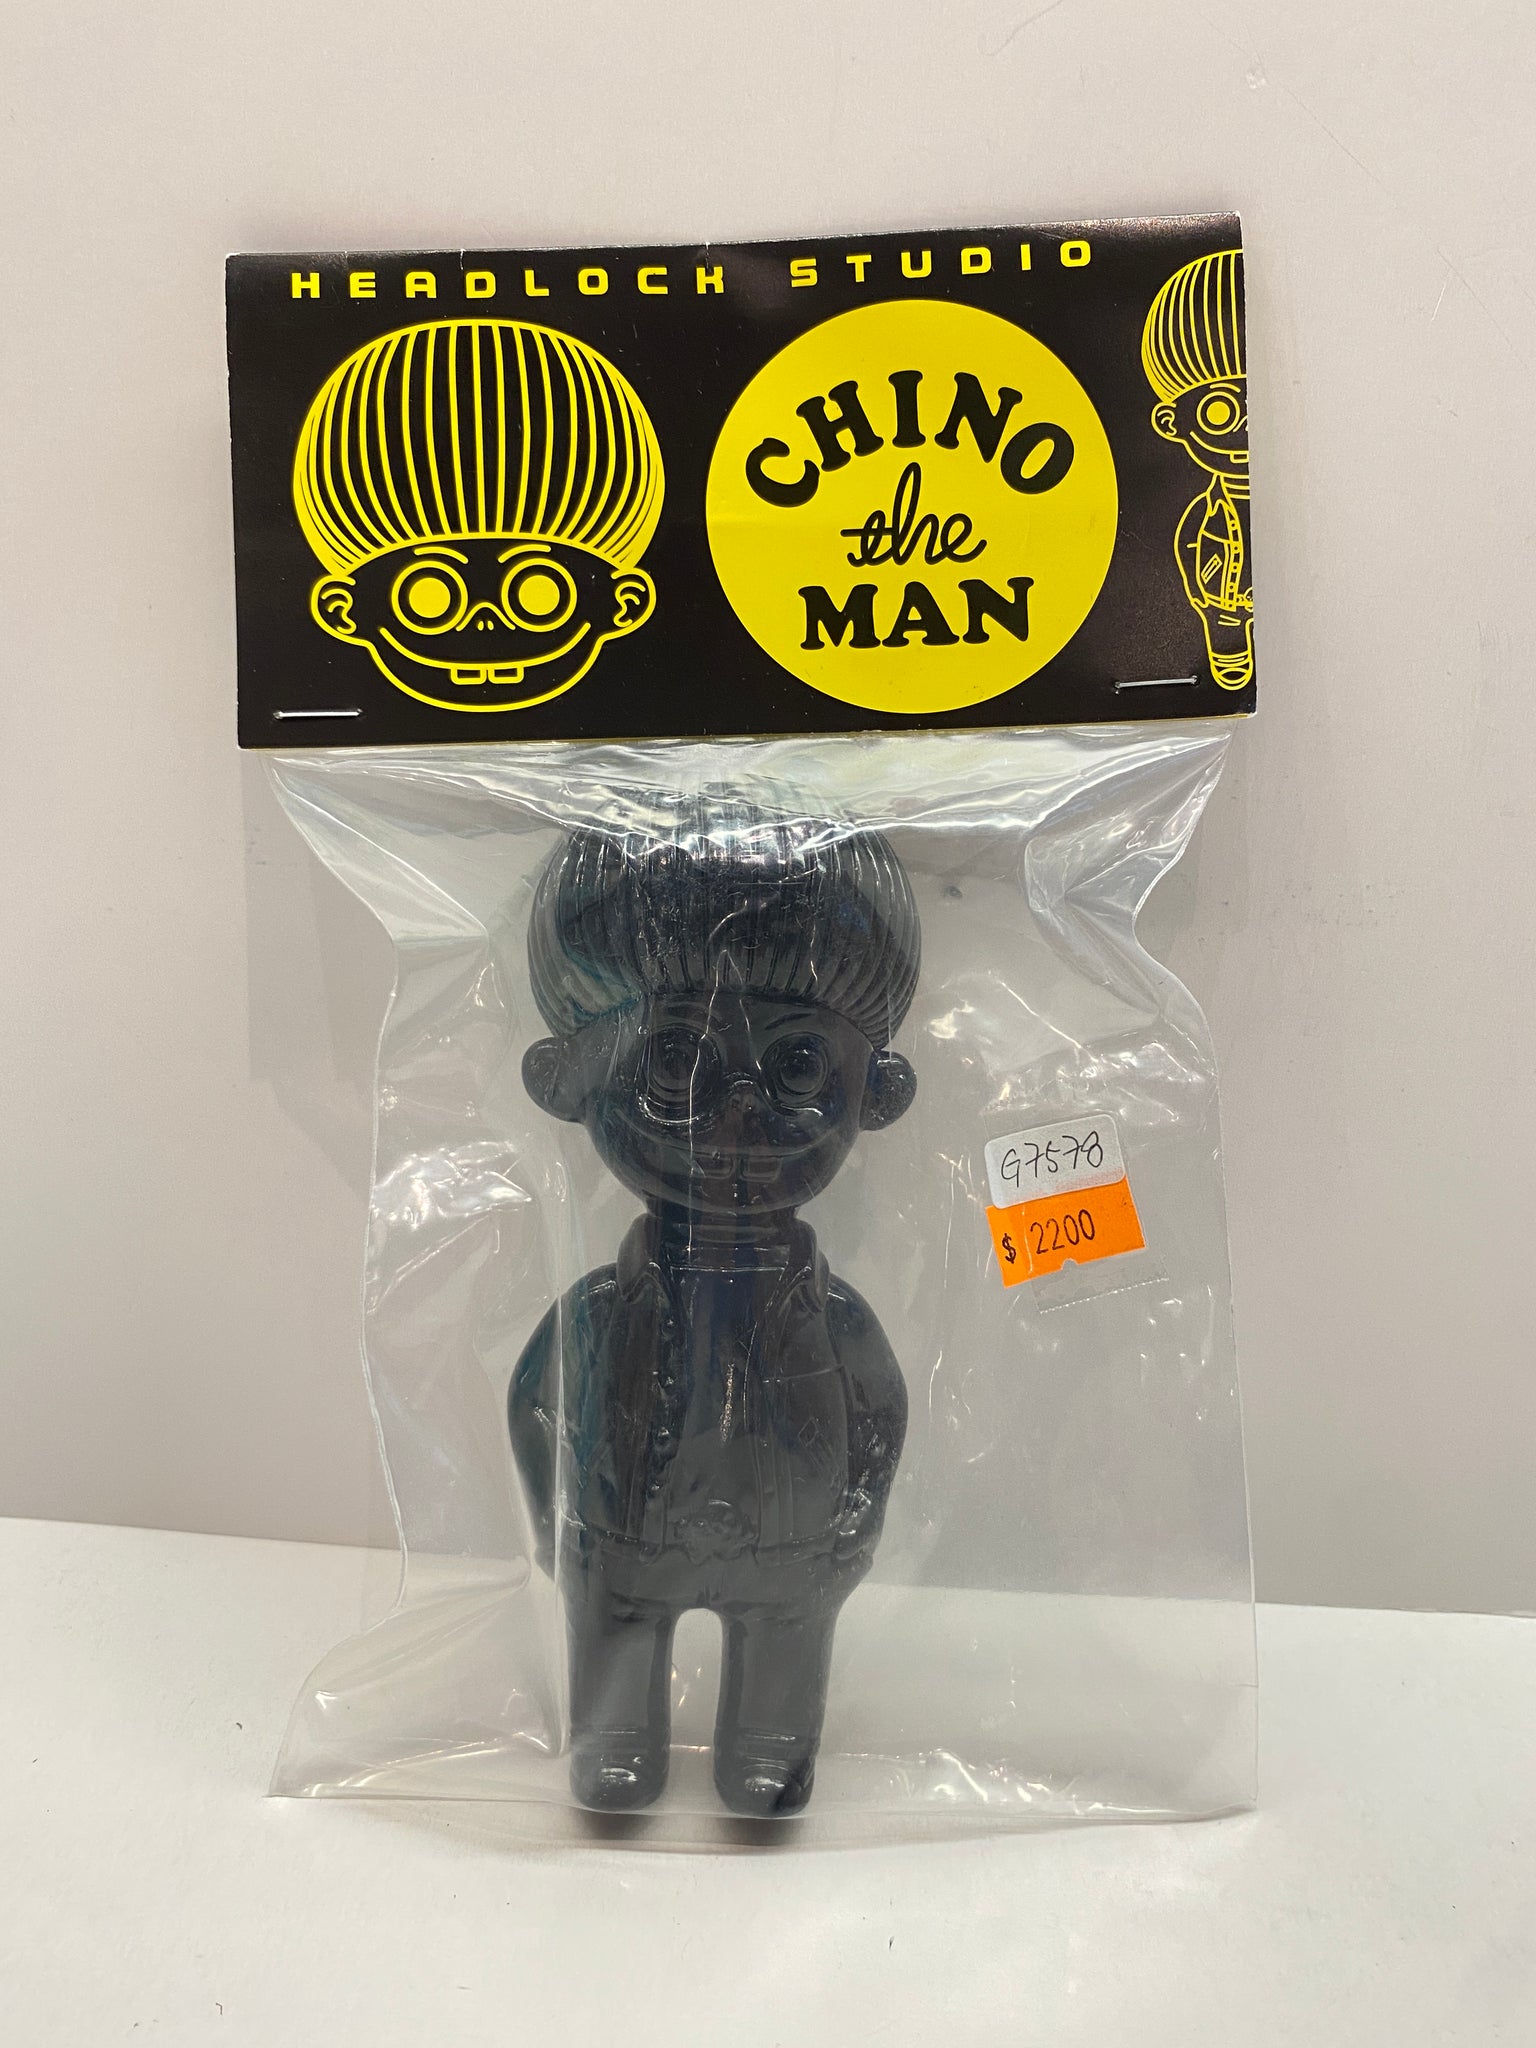 HEADLOCK STUDIO
CHINO
the
MAN
G7578
$ 2200